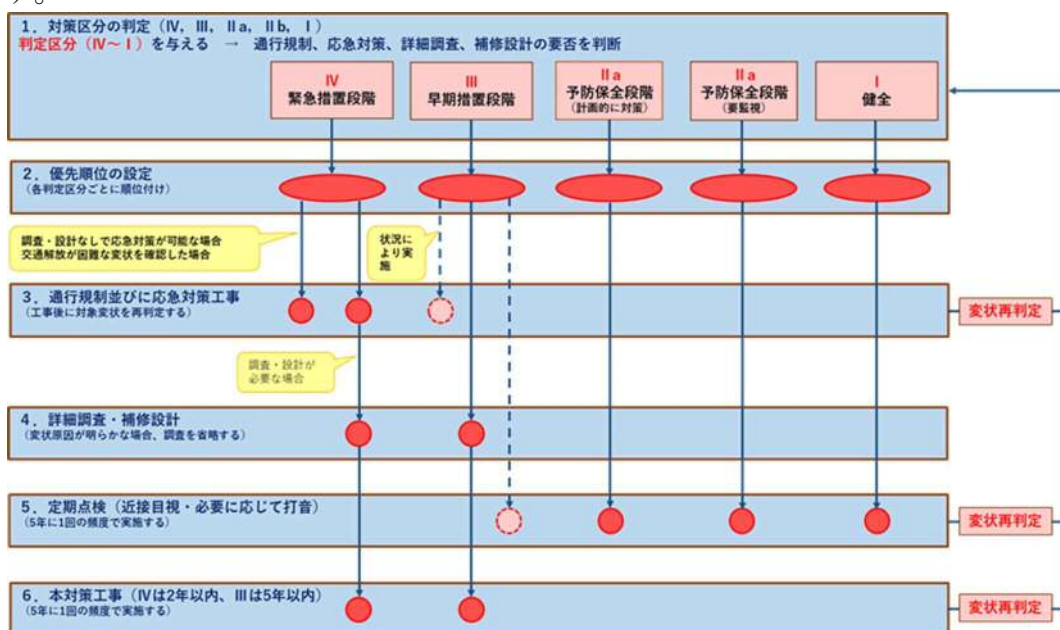 す。
1．対策区分の判定（Ⅳ，Ⅲ，Ⅱa，Ⅱb，Ⅰ）
判定区分（Ⅳ～Ⅰ）を与える　→　通行規制、応急対策、詳細調査、補修設計の要否を判断
Ⅳ
緊急措置段階
Ⅲ
早期措置段階
Ⅱa
予防保全段階
（計画的に対策）
Ⅱa
予防保全段階
（要監視）
Ⅰ
健全
2．優先順位の設定
（各判定区分ごとに順位付け）
調査・設計なしで応急対策が可能な場合
交通解放が困難な変状を確認した場合
状況に
より実
施
3．通行規制並びに応急対策工事
（工事後に対象変状を再判定する）
変状再判定
調査・設計が
必要な場合
4．詳細調査・補修設計
（変状原因が明らかな場合、調査を省略する）
5．定期点検（近接目視・必要に応じて打音）
（5年に1回の頻度で実施する）
変状再判定
6．本対策工事（Ⅳは2年以内、Ⅲは5年以内）
（5年に1回の頻度で実施する）
変状再判定